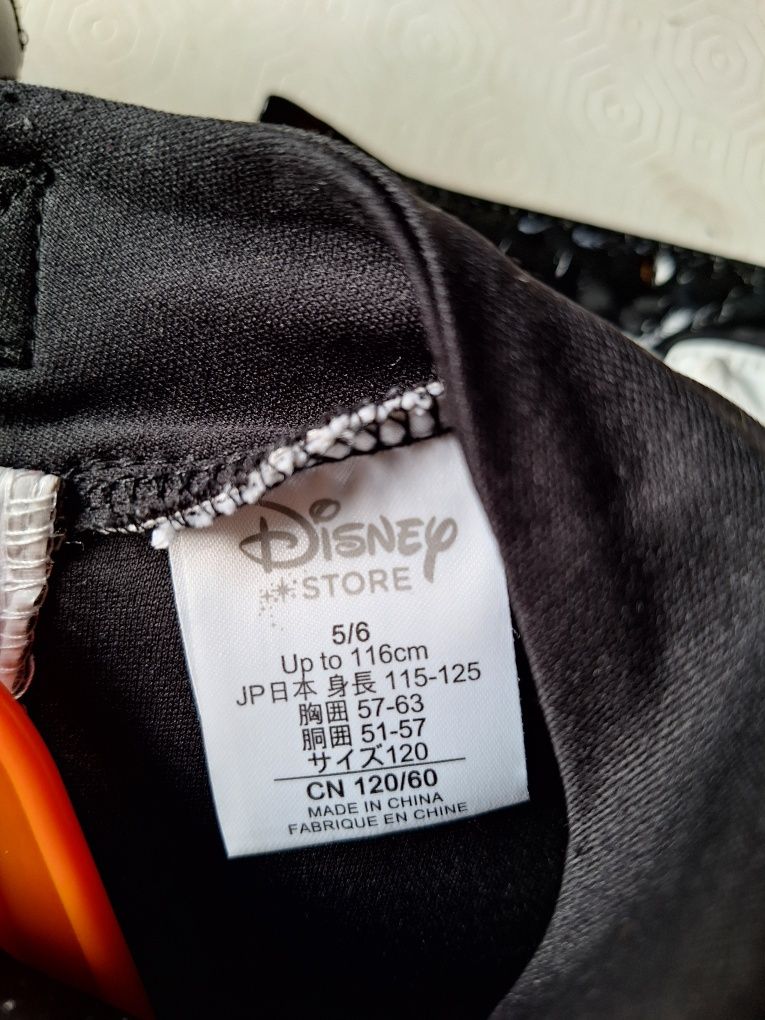 Disney
STORE
5/6
Up to 116cm
JP日本 身長 115-125
胸囲 57-63
胴囲 51-57
サイズ120
CN 120/60
MADE IN CHINA
FABRIQUE EN CHINE